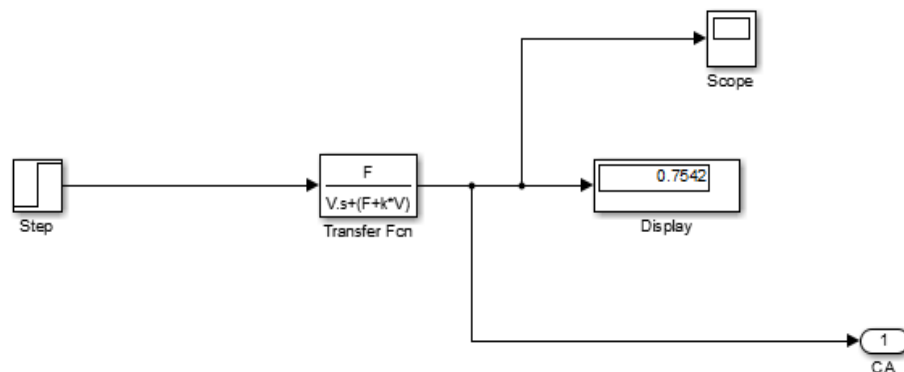 Scope
Step
F
V.s+(F+k*V)
Transfer Fcn
0.7542
Display
1
CA